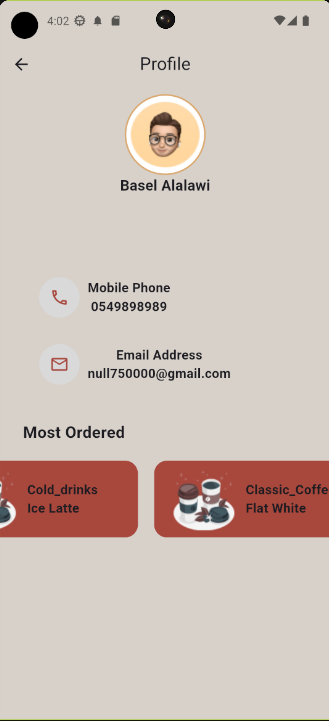 4:02
Profile
Basel Alalawi
Mobile Phone
0549898989
Email Address
null750000@gmail.com
Most Ordered
Cold_drinks
Ice Latte
Classic_Coffe
Flat White